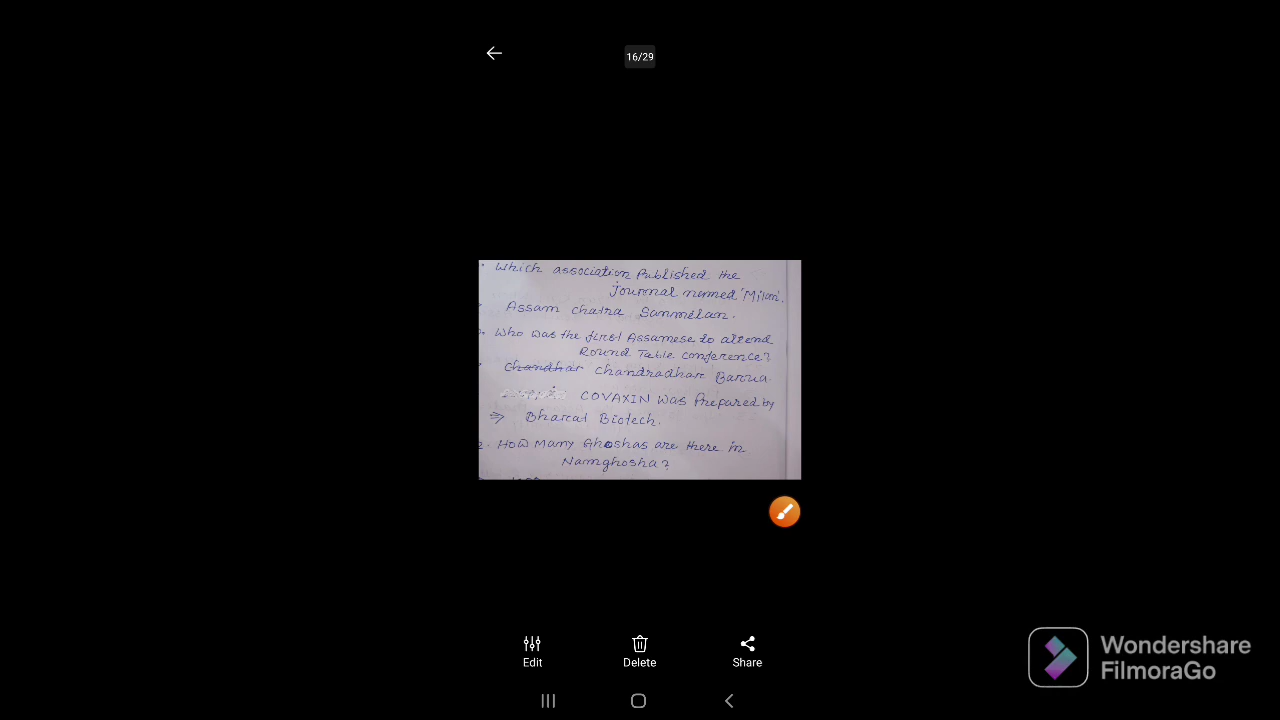 16/29
Which association Published the
Journal named 'Milan'.
Assam Chatra Sanmelan.
Who was the first Assamese to attend
Round Table conference?
Chandhar Chandradhar Barua.
COVAXIN was Prepared by
⇒ Bharat Biotech.
How Many Ghoshas are there in
Namghosha?
Edit
Delete
Share
Wondershare
FilmoraGo